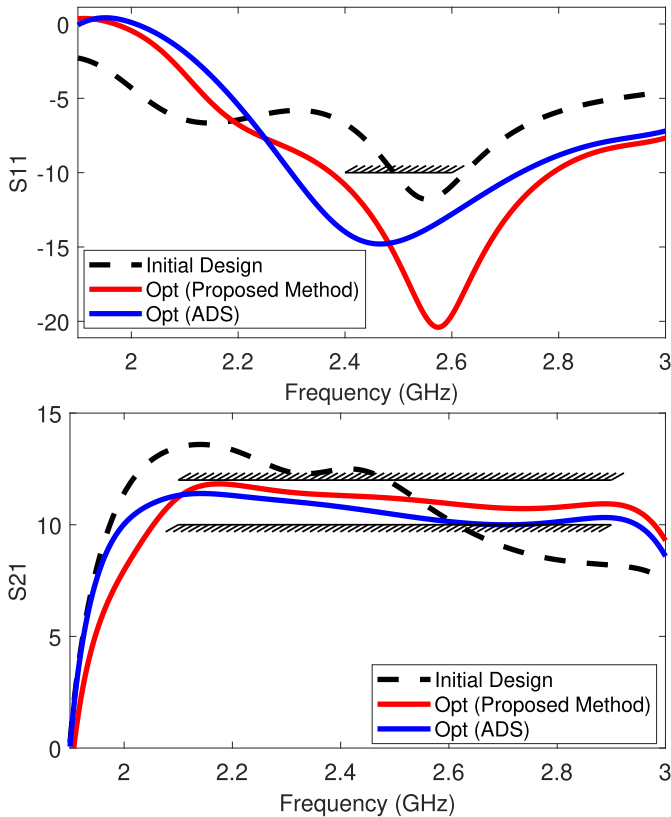 0
-5
-10
-15
-20
S11
Initial Design
Opt (Proposed Method)
Opt (ADS)
2 2.2 2.4 2.6 2.8 3
Frequency (GHz)
15
10
5
0
S21
Initial Design
Opt (Proposed Method)
Opt (ADS)
2 2.2 2.4 2.6 2.8 3
Frequency (GHz)